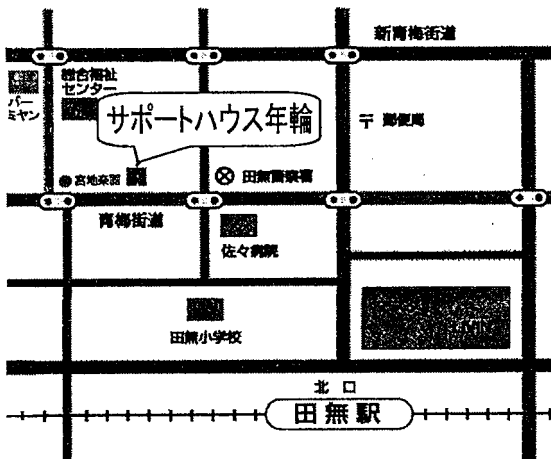 新青梅街道
総合福祉
センター
バー
ミヤン
サポートハウス年輪
〒 郵便局
宮地楽器
田無警察署
青梅街道
佐々病院
田無小学校
北口
田無駅